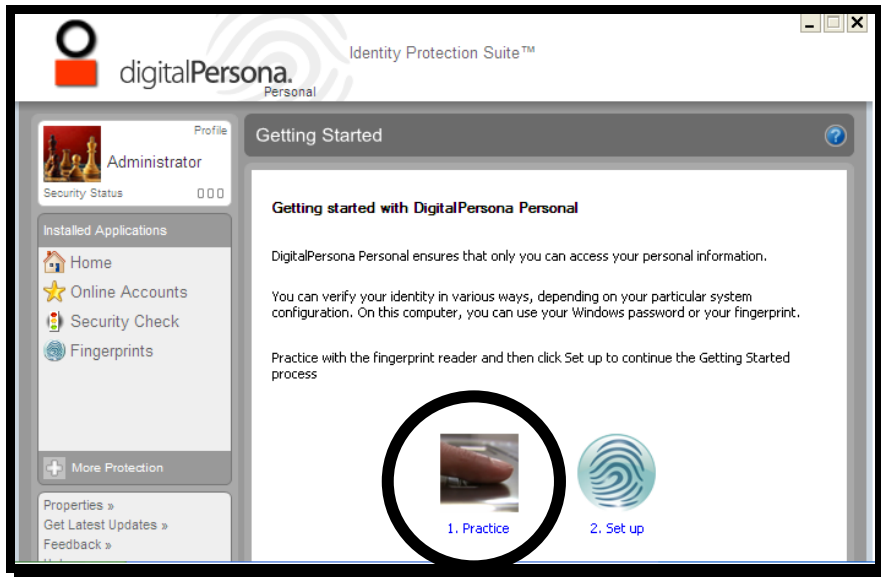 Identity Protection Suite™
digitalPersona.
Personal
Profile
Administrator
Security Status
Installed Applications
Home
Online Accounts
Security Check
Fingerprints
More Protection
Properties »
Get Latest Updates »
Feedback »
Getting Started
?
Getting started with DigitalPersona Personal
DigitalPersona Personal ensures that only you can access your personal information.
You can verify your identity in various ways, depending on your particular system
configuration. On this computer, you can use your Windows password or your fingerprint.
Practice with the fingerprint reader and then click Set up to continue the Getting Started
process
1. Practice
2. Set up